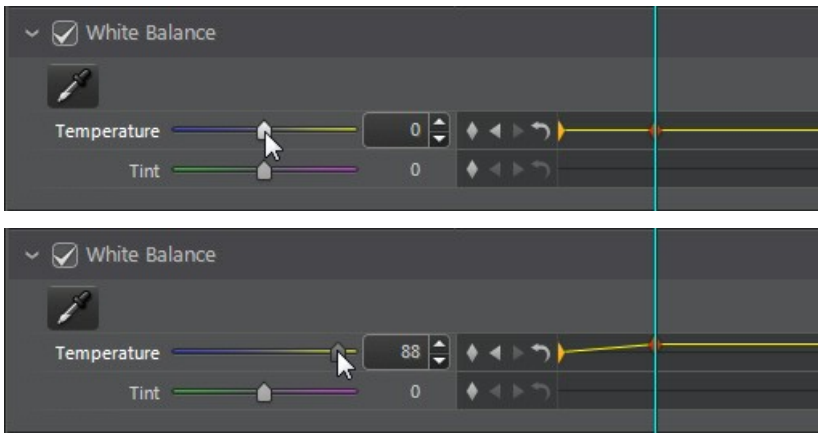 White Balance
Temperature 0
Tint 0
White Balance
Temperature 88
Tint 0